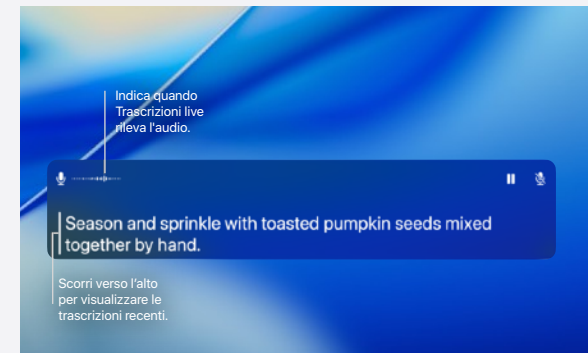 Indica quando
Trascrizioni live
rileva l'audio.
Season and sprinkle with toasted pumpkin seeds mixed
together by hand.
Scorri verso l'alto
per visualizzare le
trascrizioni recenti.